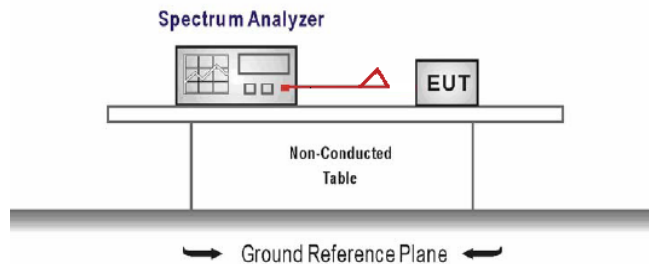 Spectrum Analyzer
EUT
Non-Conducted
Table
Ground Reference Plane